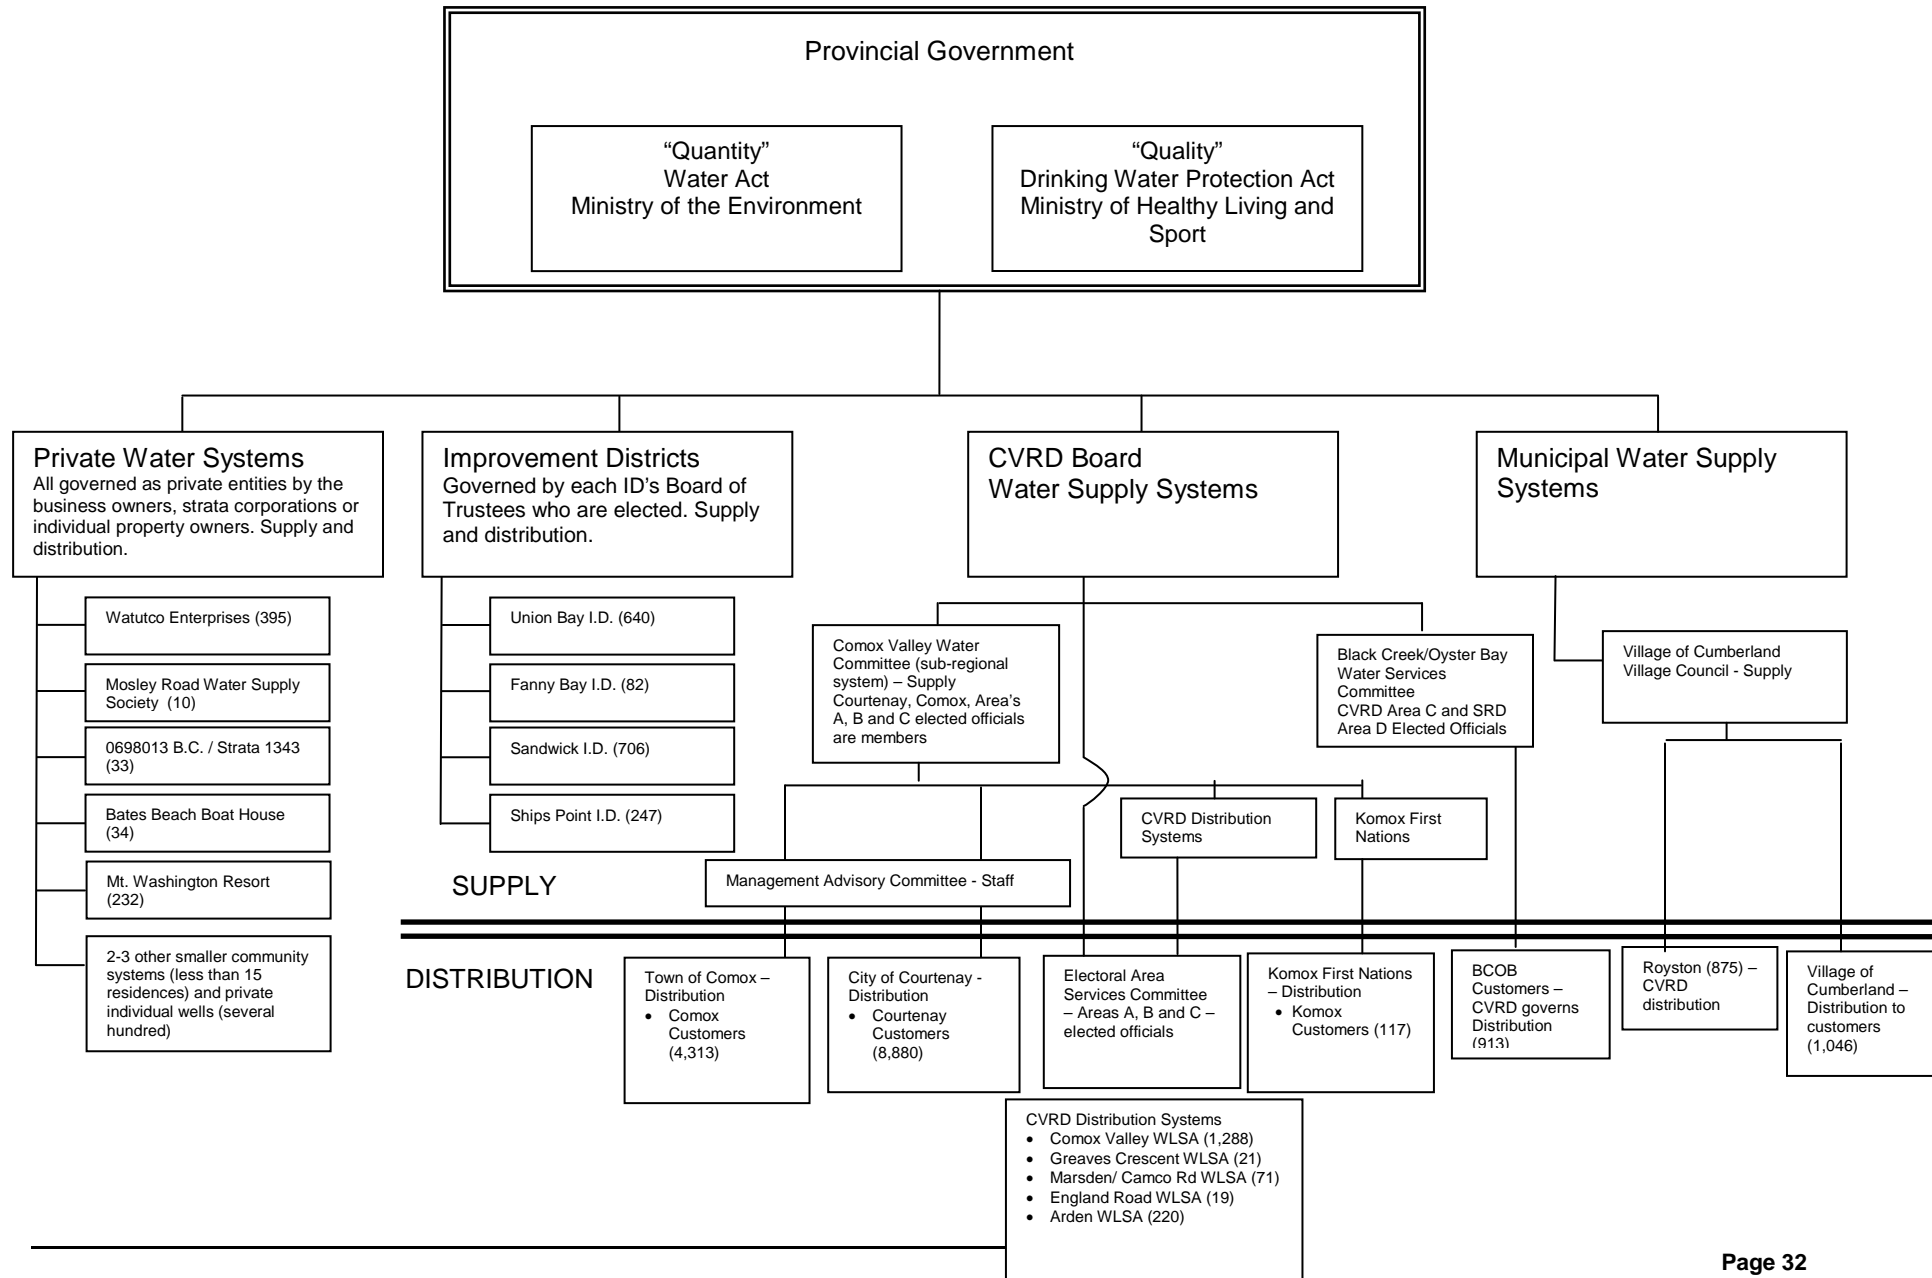 Provincial Government
“Quantity”
Water Act
Ministry of the Environment
“Quality”
Drinking Water Protection Act
Ministry of Healthy Living and
Sport
Private Water Systems
All governed as private entities by the
business owners, strata corporations or
individual property owners. Supply and
distribution.
Improvement Districts
Governed by each ID’s Board of
Trustees who are elected. Supply
and distribution.
CVRD Board
Water Supply Systems
Municipal Water Supply
Systems
Watutco Enterprises (395)
Mosley Road Water Supply
Society  (10)
0698013 B.C. / Strata 1343
(33)
Bates Beach Boat House
(34)
Mt. Washington Resort
(232)
2-3 other smaller community
systems (less than 15
residences) and private
individual wells (several
hundred)
Union Bay I.D. (640)
Fanny Bay I.D. (82)
Sandwick I.D. (706)
Ships Point I.D. (247)
Comox Valley Water
Committee (sub-regional
system) – Supply
Courtenay, Comox, Area’s
A, B and C elected officials
are members
Black Creek/Oyster Bay
Water Services
Committee
CVRD Area C and SRD
Area D Elected Officials
Village of Cumberland
Village Council - Supply
CVRD Distribution
Systems
Komox First
Nations
Management Advisory Committee - Staff
SUPPLY
DISTRIBUTION
Town of Comox –
Distribution
• Comox
Customers
(4,313)
City of Courtenay -
Distribution
• Courtenay
Customers
(8,880)
Electoral Area
Services Committee
– Areas A, B and C –
elected officials
Komox First Nations
– Distribution
• Komox
Customers (117)
BCOB
Customers –
CVRD governs
Distribution
(913)
Royston (875) –
CVRD
distribution
Village of
Cumberland –
Distribution to
customers
(1,046)
CVRD Distribution Systems
• Comox Valley WLSA (1,288)
• Greaves Crescent WLSA (21)
• Marsden/ Camco Rd WLSA (71)
• England Road WLSA (19)
• Arden WLSA (220)
Page 32